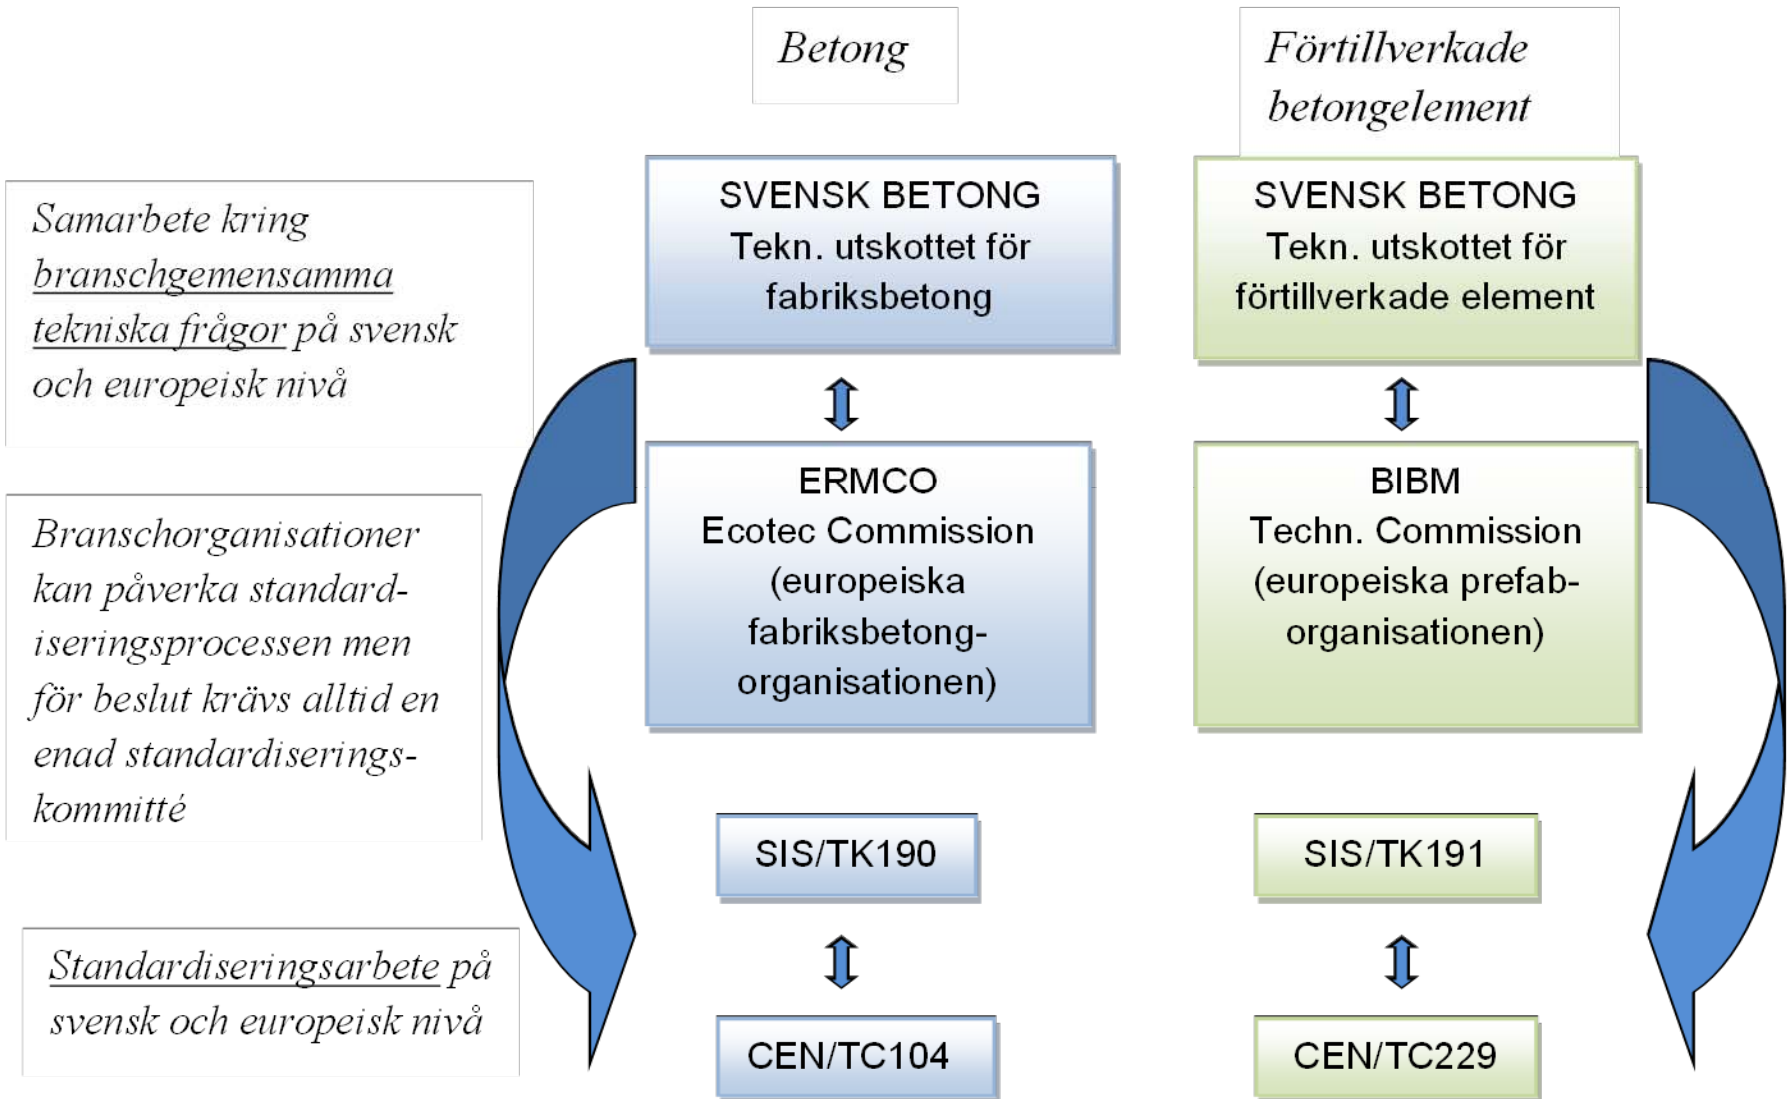 Betong
Förtillverkade
betongelement
Samarbete kring
branschgemensamma
tekniska frågor på svensk
och europeisk nivå
SVENSK BETONG
Tekn. utskottet för
fabriksbetong
SVENSK BETONG
Tekn. utskottet för
förtillverkade element
Branschorganisationer
kan påverka standard-
iseringsprocessen men
för beslut krävs alltid en
enad standardiserings-
kommitté
ERMCO
Ecotec Commission
(europeiska
fabriksbetong-
organisationen)
BIBM
Techn. Commission
(europeiska prefab-
organisationen)
Standardiseringsarbete på
svensk och europeisk nivå
SIS/TK190
SIS/TK191
CEN/TC104
CEN/TC229